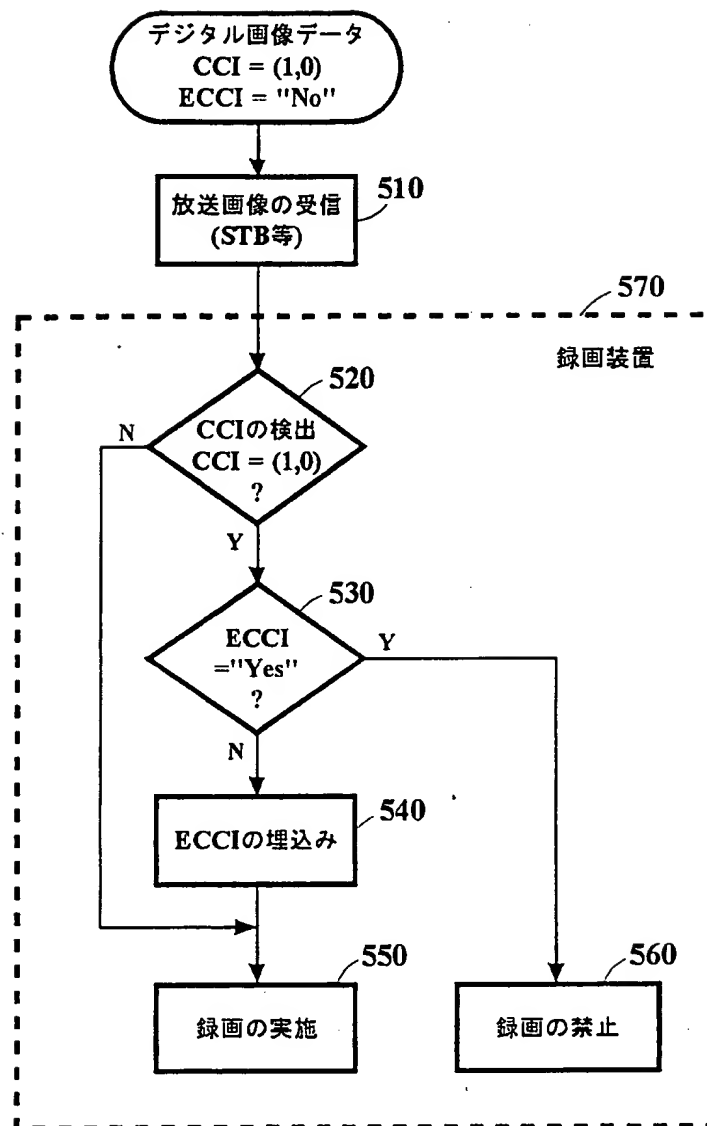 デジタル画像データ
CCI = (1,0)
ECCI = "No"
放送画像の受信
(STB等)
510
570
録画装置
520
CCIの検出
CCI = (1,0)
?
N
Y
530
ECCI
="Yes"
?
Y
N
540
ECCIの埋込み
550
録画の実施
560
録画の禁止